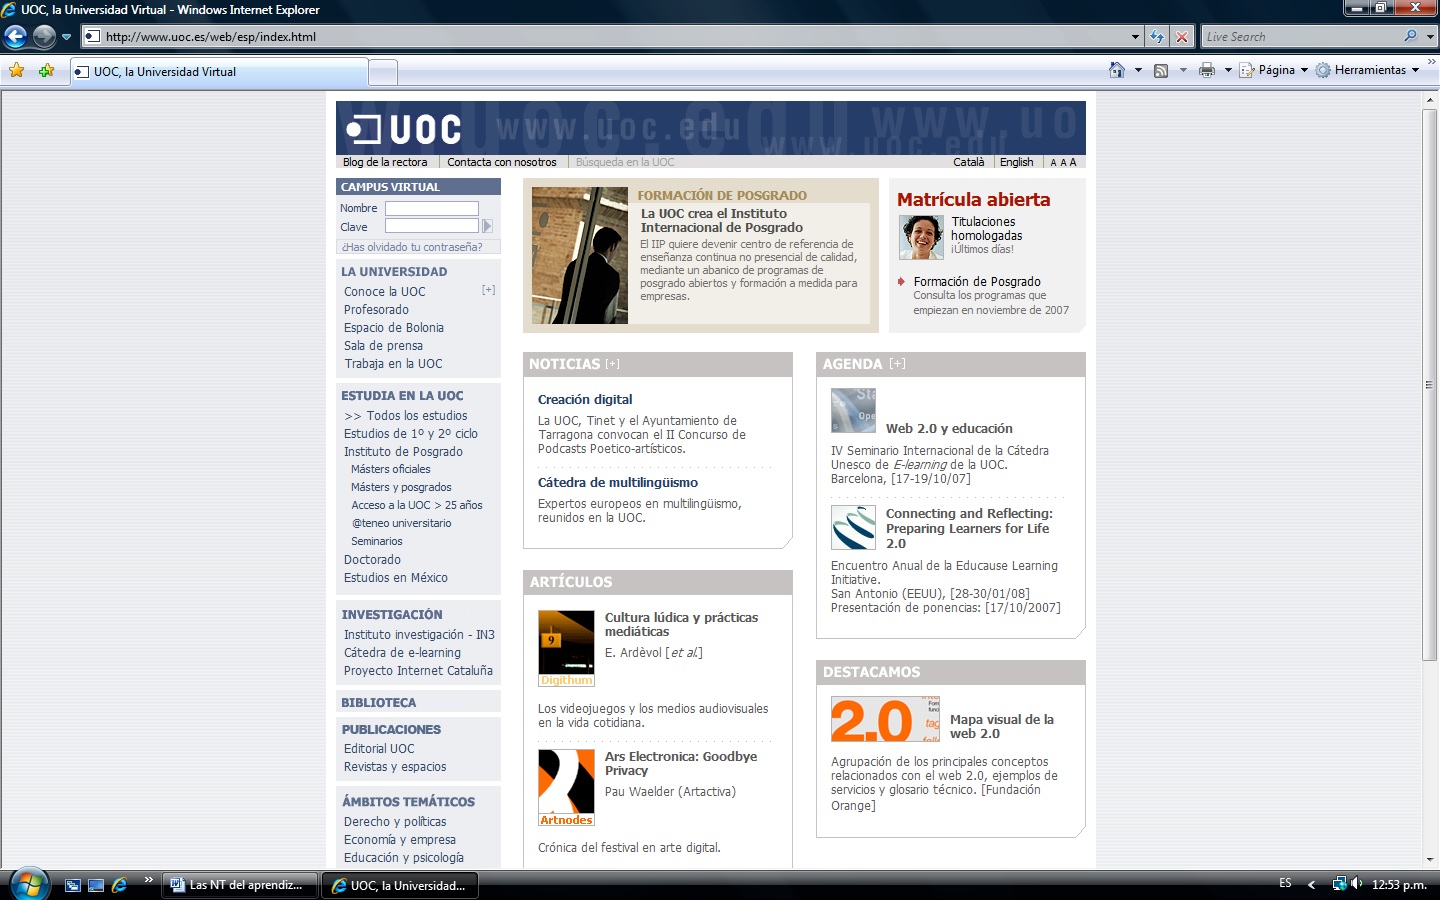 UOC, la Universidad Virtual - Windows Internet Explorer
http://www.uoc.es/web/esp/index.html
Live Search
UOC, la Universidad Virtual
Página
Herramientas
UOC
www.uoc.edu
Blog de la rectora
Contacta con nosotros
Búsqueda en la UOC
Català
English
A A A
CAMPUS VIRTUAL
Nombre
Clave
¿Has olvidado tu contraseña?
LA UNIVERSIDAD
Conoce la UOC [+]
Profesorado
Espacio de Bolonia
Sala de prensa
Trabaja en la UOC
ESTUDIA EN LA UOC
>> Todos los estudios
Estudios de 1º y 2º ciclo
Instituto de Posgrado
Másters oficiales
Másters y posgrados
Acceso a la UOC > 25 años
@teneo universitario
Seminarios
Doctorado
Estudios en México
INVESTIGACIÓN
Instituto investigación - IN3
Cátedra de e-learning
Proyecto Internet Cataluña
BIBLIOTECA
PUBLICACIONES
Editorial UOC
Revistas y espacios
ÁMBITOS TEMÁTICOS
Derecho y políticas
Economía y empresa
Educación y psicología
FORMACIÓN DE POSGRADO
La UOC crea el Instituto
Internacional de Posgrado
El IIP quiere devenir centro de referencia de
enseñanza continua no presencial de calidad,
mediante un abanico de programas de
posgrado abiertos y formación a medida para
empresas.
Matrícula abierta
Titulaciones
homologadas
¡Últimos días!
Formación de Posgrado
Consulta los programas que
empiezan en noviembre de 2007
NOTICIAS [+]
Creación digital
La UOC, Tinet y el Ayuntamiento de
Tarragona convocan el II Concurso de
Podcasts Poetico-artísticos.
Cátedra de multilingüismo
Expertos europeos en multilingüismo,
reunidos en la UOC.
ARTÍCULOS
9
Digithum
Cultura lúdica y prácticas
mediáticas
E. Ardèvol [et al.]
Los videojuegos y los medios audiovisuales
en la vida cotidiana.
Artnodes
Ars Electronica: Goodbye
Privacy
Pau Waelder (Artactiva)
Crónica del festival en arte digital.
AGENDA [+]
Web 2.0 y educación
IV Seminario Internacional de la Cátedra
Unesco de E-learning de la UOC.
Barcelona, [17-19/10/07]
Connecting and Reflecting:
Preparing Learners for Life
2.0
Encuentro Anual de la Educause Learning
Initiative.
San Antonio (EEUU), [28-30/01/08]
Presentación de ponencias: [17/10/2007]
DESTACAMOS
2.0
Mapa visual de la
web 2.0
Agrupación de los principales conceptos
relacionados con el web 2.0, ejemplos de
servicios y glosario técnico. [Fundación
Orange]
Las NT del aprendiz...
UOC, la Universidad...
ES
12:53 p.m.